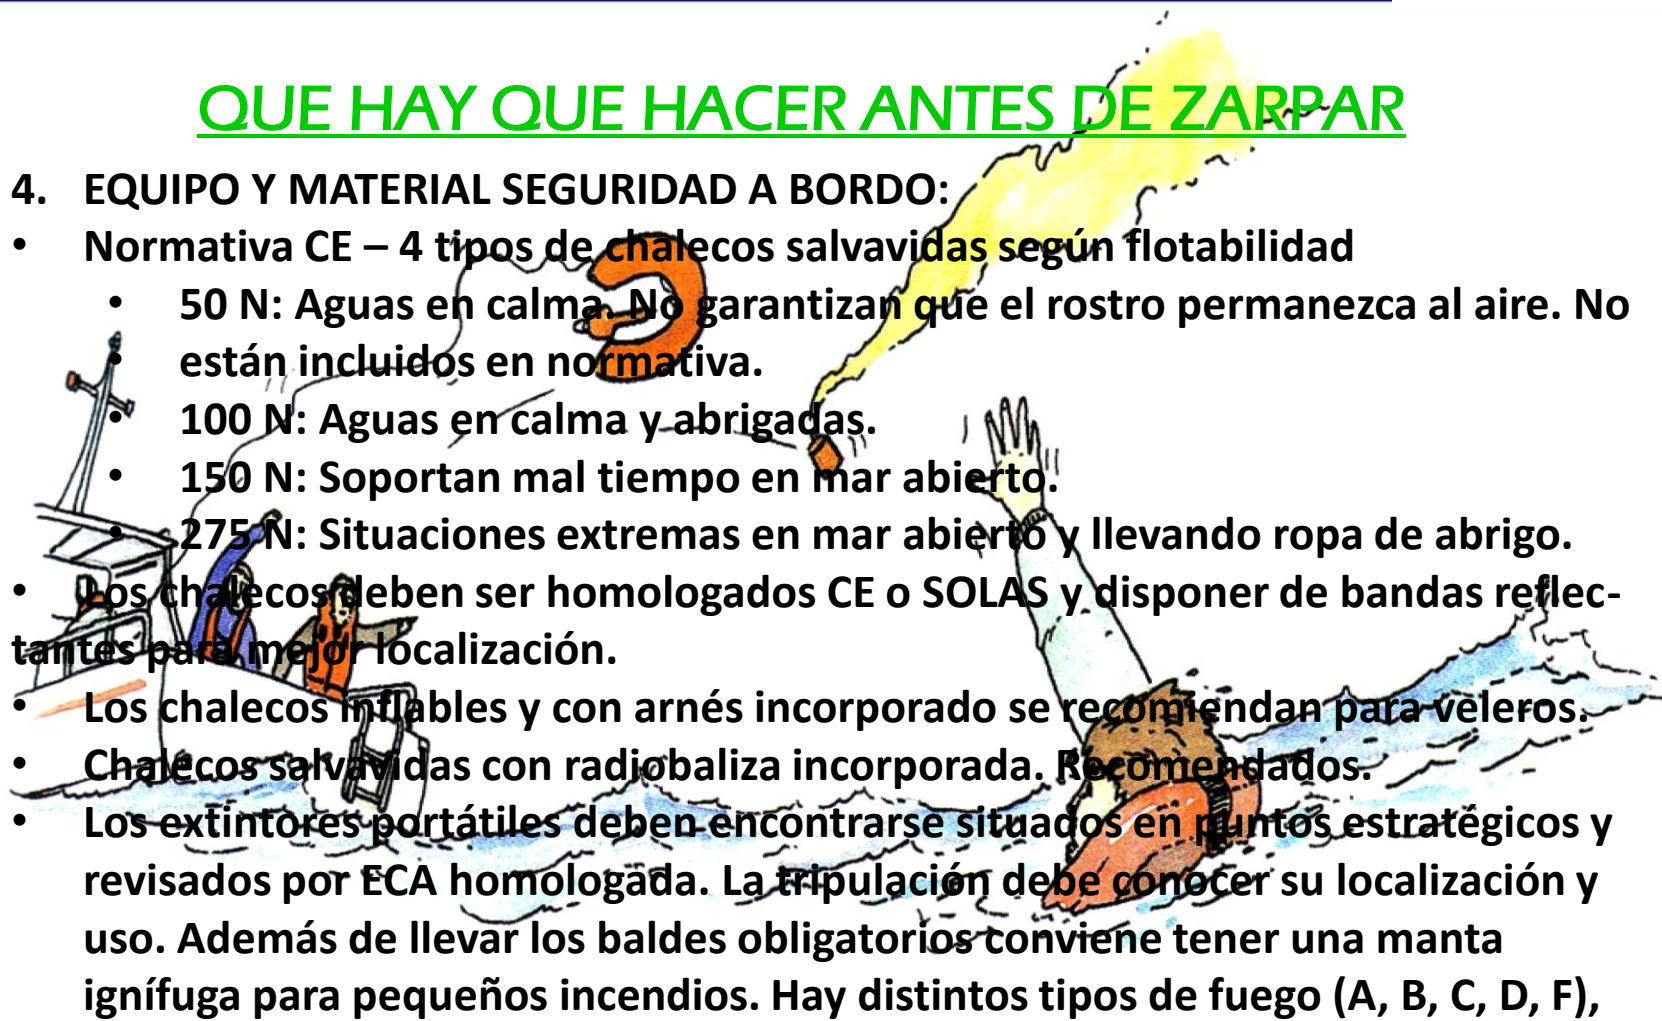 QUE HAY QUE HACER ANTES DE ZARPAR
4. EQUIPO Y MATERIAL SEGURIDAD A BORDO:
• Normativa CE – 4 tipos de chalecos salvavidas según flotabilidad
• 50 N: Aguas en calma. No garantizan que el rostro permanezca al aire. No
• están incluidos en normativa.
• 100 N: Aguas en calma y abrigadas.
• 150 N: Soportan mal tiempo en mar abierto.
• 275 N: Situaciones extremas en mar abierto y llevando ropa de abrigo.
• Los chalecos deben ser homologados CE o SOLAS y disponer de bandas reflec-
tantes para mejor localización.
• Los chalecos inflables y con arnés incorporado se recomiendan para veleros.
• Chalecos salvavidas con radiobaliza incorporada. Recomendados.
• Los extintores portátiles deben encontrarse situados en puntos estratégicos y
revisados por ECA homologada. La tripulación debe conocer su localización y
uso. Además de llevar los baldes obligatorios conviene tener una manta
ignífuga para pequeños incendios. Hay distintos tipos de fuego (A, B, C, D, F),